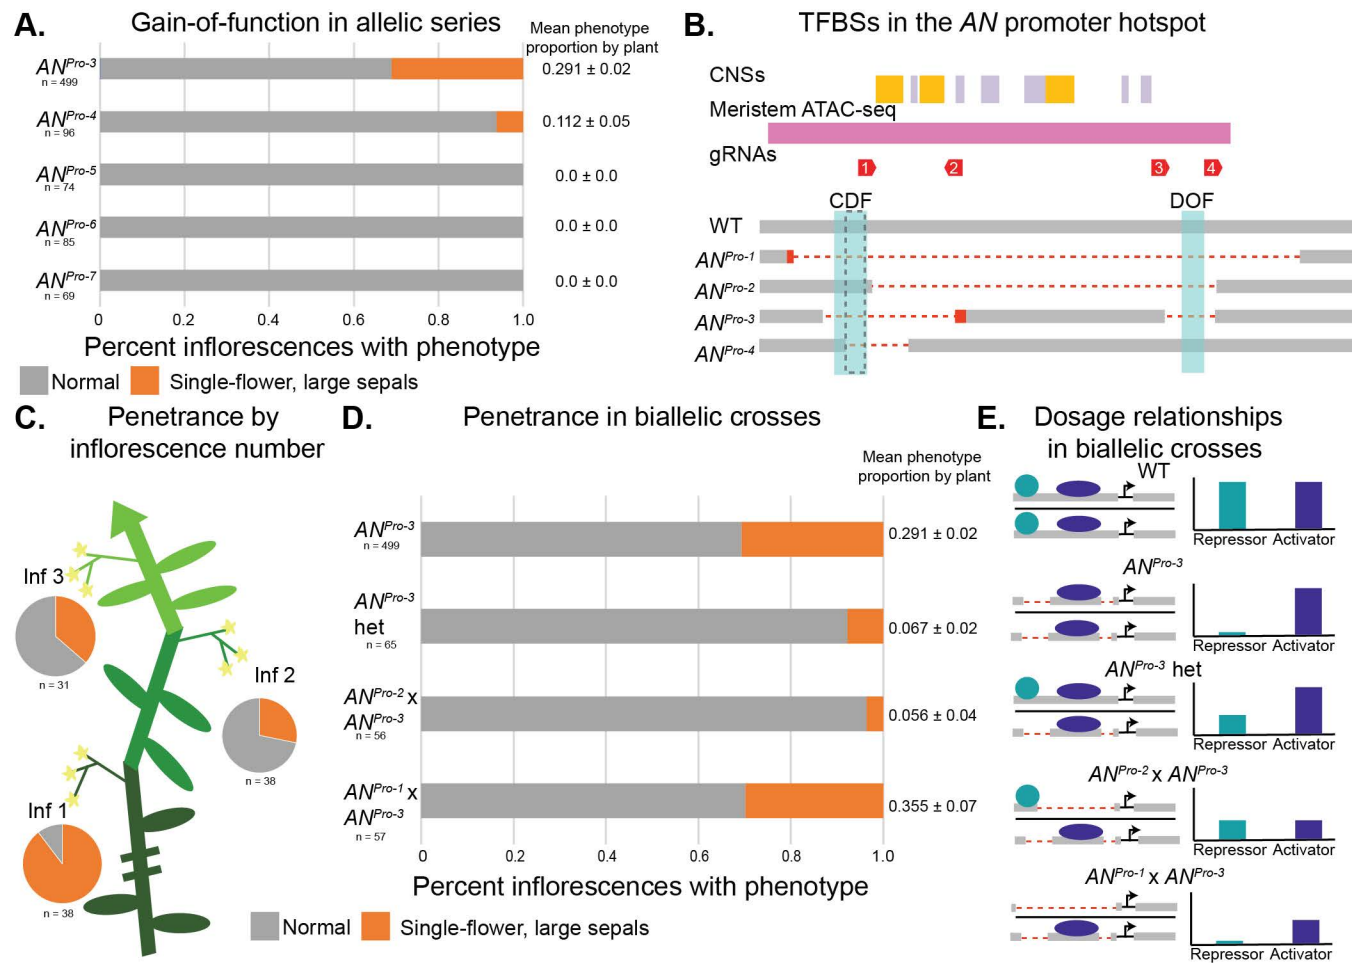 A. Gain-of-function in allelic series
Mean phenotype
proportion by plant
AN^Pro-3
n = 499
0.291 ± 0.02
AN^Pro-4
n = 96
0.112 ± 0.05
AN^Pro-5
n = 74
0.0 ± 0.0
AN^Pro-6
n = 85
0.0 ± 0.0
AN^Pro-7
n = 69
0.0 ± 0.0
0 0.2 0.4 0.6 0.8 1.0
Percent inflorescences with phenotype
Normal Single-flower, large sepals
B. TFBSs in the AN promoter hotspot
CNSs
Meristem ATAC-seq
gRNAs
1 2 3 4
CDF DOF
WT
AN^Pro-1
AN^Pro-2
AN^Pro-3
AN^Pro-4
C. Penetrance by
inflorescence number
Inf 3
n = 31
Inf 2
n = 38
Inf 1
n = 38
D. Penetrance in biallelic crosses
Mean phenotype
proportion by plant
AN^Pro-3
n = 499
0.291 ± 0.02
AN^Pro-3
het
n = 65
0.067 ± 0.02
AN^Pro-2 x
AN^Pro-3
n = 56
0.056 ± 0.04
AN^Pro-1 x
AN^Pro-3
n = 57
0.355 ± 0.07
0 0.2 0.4 0.6 0.8 1.0
Percent inflorescences with phenotype
Normal Single-flower, large sepals
E. Dosage relationships
in biallelic crosses
WT
Repressor Activator
AN^Pro-3
Repressor Activator
AN^Pro-3 het
Repressor Activator
AN^Pro-2 x AN^Pro-3
Repressor Activator
AN^Pro-1 x AN^Pro-3
Repressor Activator